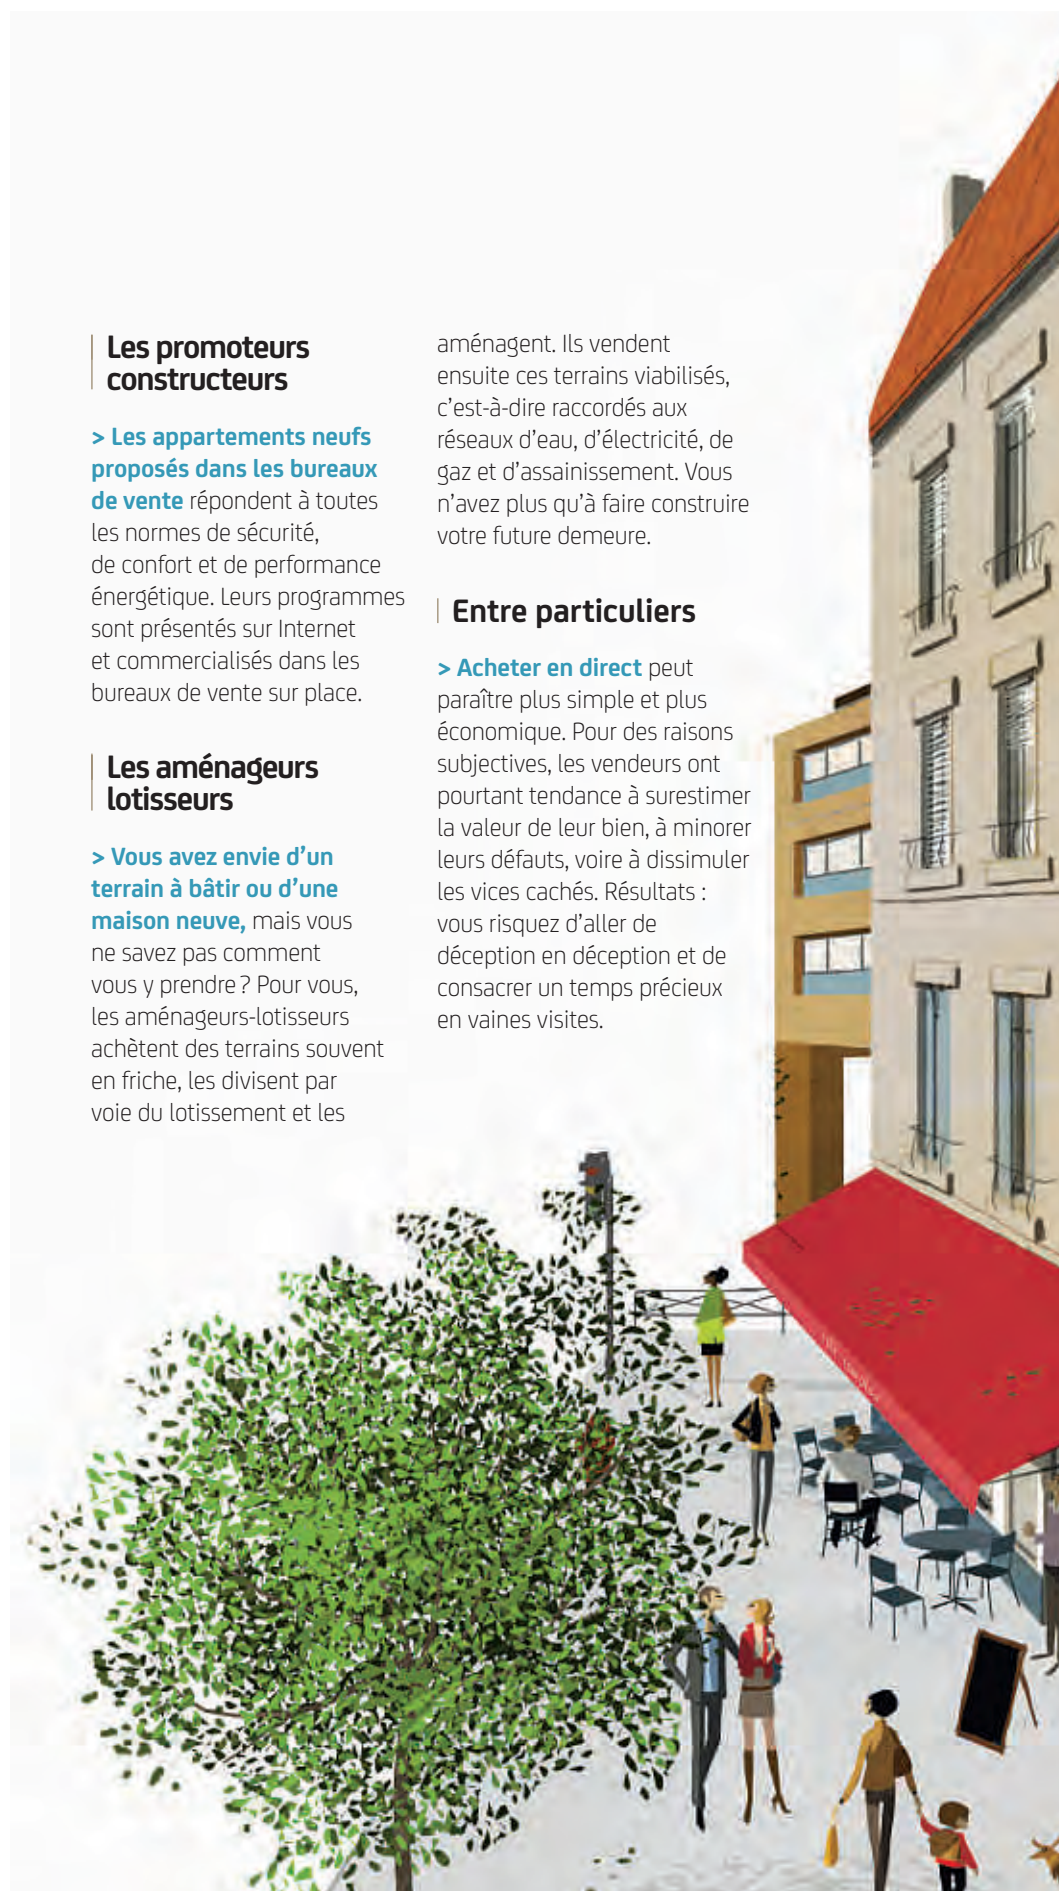 Les promoteurs
constructeurs
> Les appartements neufs
proposés dans les bureaux
de vente répondent à toutes
les normes de sécurité,
de confort et de performance
énergétique. Leurs programmes
sont présentés sur Internet
et commercialisés dans les
bureaux de vente sur place.
Les aménageurs
lotisseurs
> Vous avez envie d’un
terrain à bâtir ou d’une
maison neuve, mais vous
ne savez pas comment
vous y prendre ? Pour vous,
les aménageurs-lotisseurs
achètent des terrains souvent
en friche, les divisent par
voie du lotissement et les
aménagent. Ils vendent
ensuite ces terrains viabilisés,
c’est-à-dire raccordés aux
réseaux d’eau, d’électricité, de
gaz et d’assainissement. Vous
n’avez plus qu’à faire construire
votre future demeure.
Entre particuliers
> Acheter en direct peut
paraître plus simple et plus
économique. Pour des raisons
subjectives, les vendeurs ont
pourtant tendance à surestimer
la valeur de leur bien, à minorer
leurs défauts, voire à dissimuler
les vices cachés. Résultats :
vous risquez d’aller de
déception en déception et de
consacrer un temps précieux
en vaines visites.